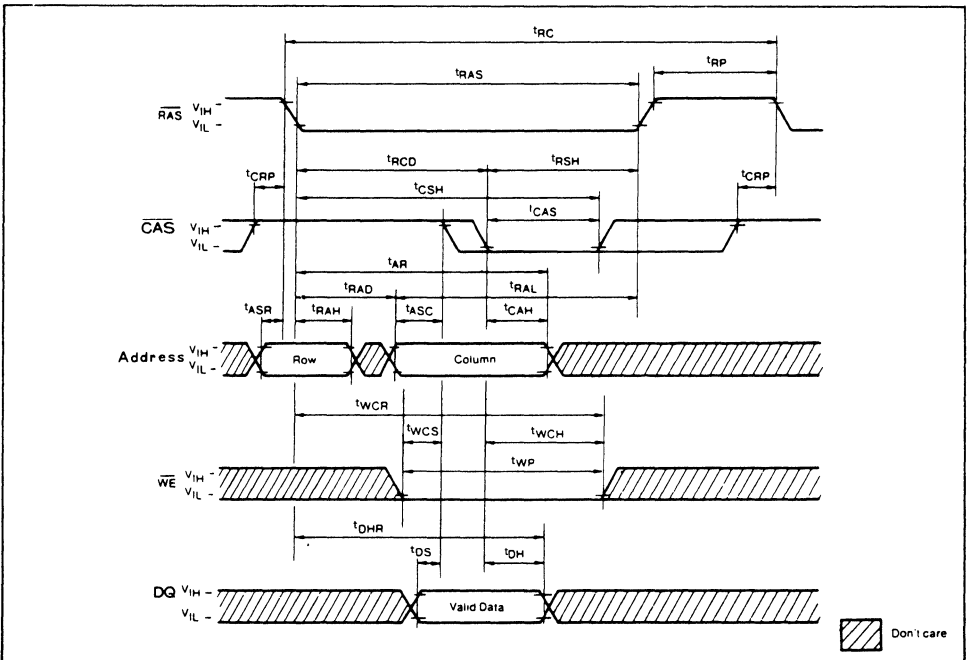 tRC
tRAS
tRP
RAS VIH -
VIL -
tRCD
tRSH
tCRP
tCSH
tCRP
tCAS
CAS VIH -
VIL -
tAR
tRAD
tRAL
tASR
tRAH
tASC
tCAH
Address VIH -
VIL -
Row
Column
tWCR
tWCS
tWCH
tWP
WE VIH -
VIL -
tDHR
tDS
tDH
DQ VIH -
VIL -
Valid Data
Don't care